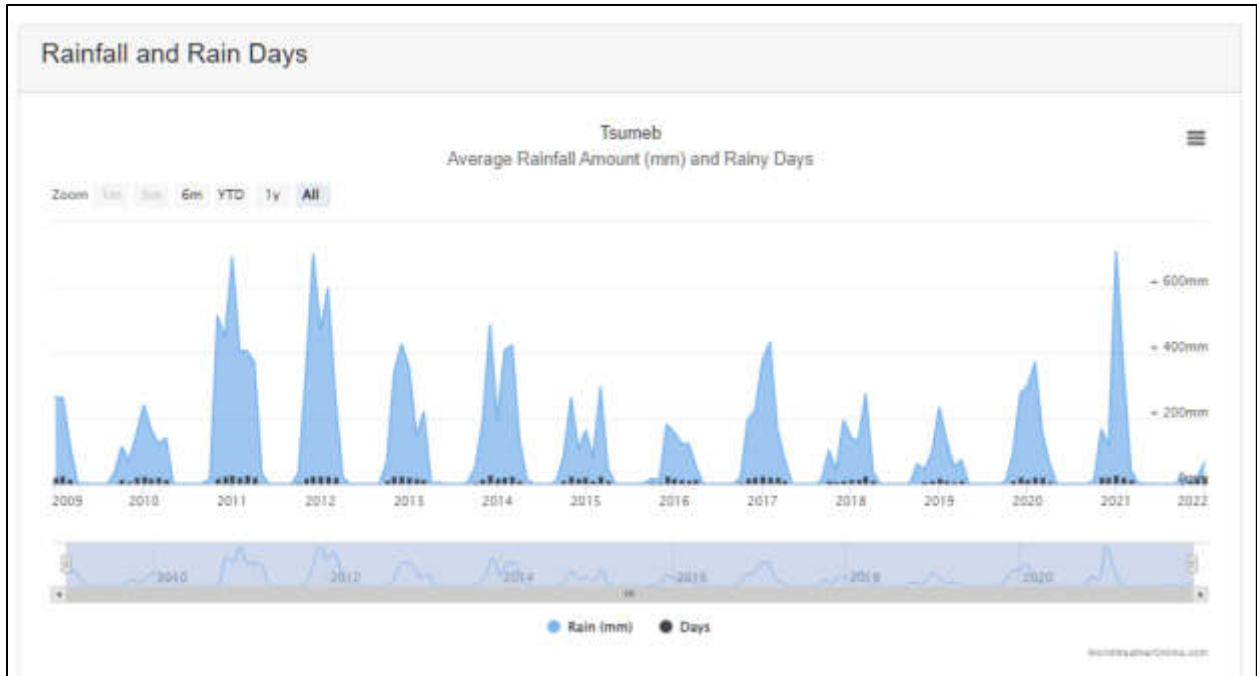 Rainfall and Rain Days
Tsumeb
Average Rainfall Amount (mm) and Rainy Days
Zoom 6m YTD 1y All
600mm
400mm
200mm
2009 2010 2011 2012 2013 2014 2015 2016 2017 2018 2019 2020 2021 2022
2010 2012 2014 2016 2018 2020
Rain (mm) Days
WorldWeatherOnline.com